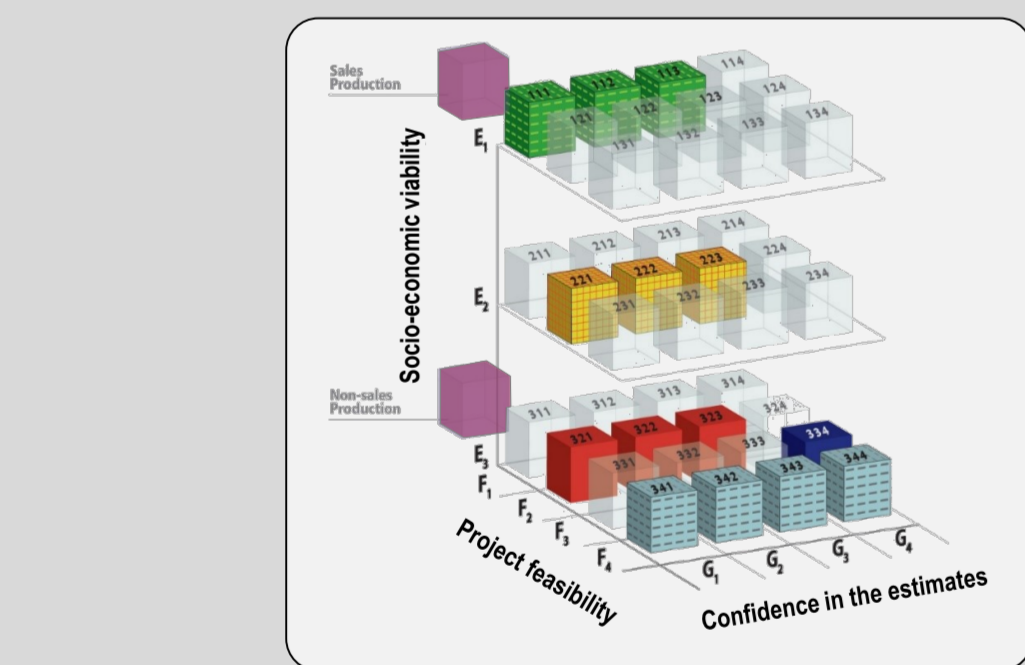 Sales
Production
111
112
113
114
121
122
123
124
131
132
133
134
E1
Socio-economic viability
211
212
213
214
221
222
223
224
231
232
233
234
E2
Non-sales
Production
311
312
313
314
321
322
323
324
331
332
333
334
341
342
343
344
E3
F1
F2
F3
F4
G1
G2
G3
G4
Project feasibility
Confidence in the estimates